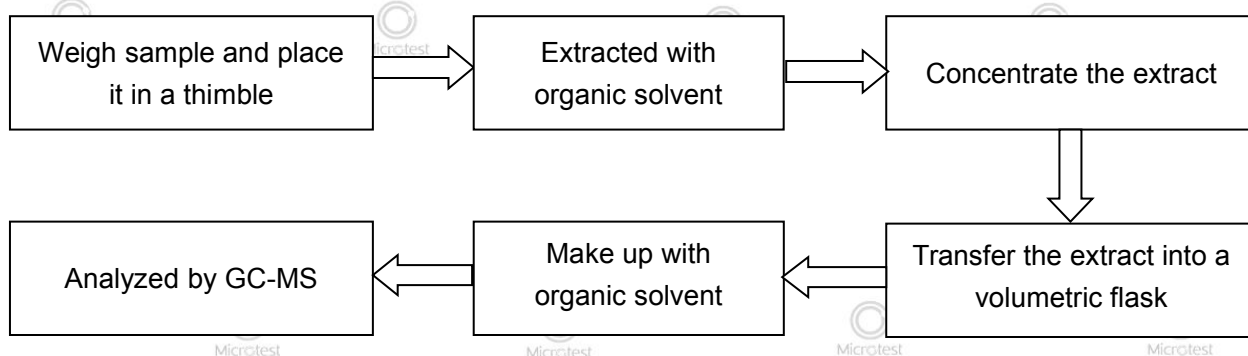 Weigh sample and place
it in a thimble
Extracted with
organic solvent
Concentrate the extract
Transfer the extract into a
volumetric flask
Make up with
organic solvent
Analyzed by GC-MS
Microtest
Microtest
Microtest
Microtest
Microtest